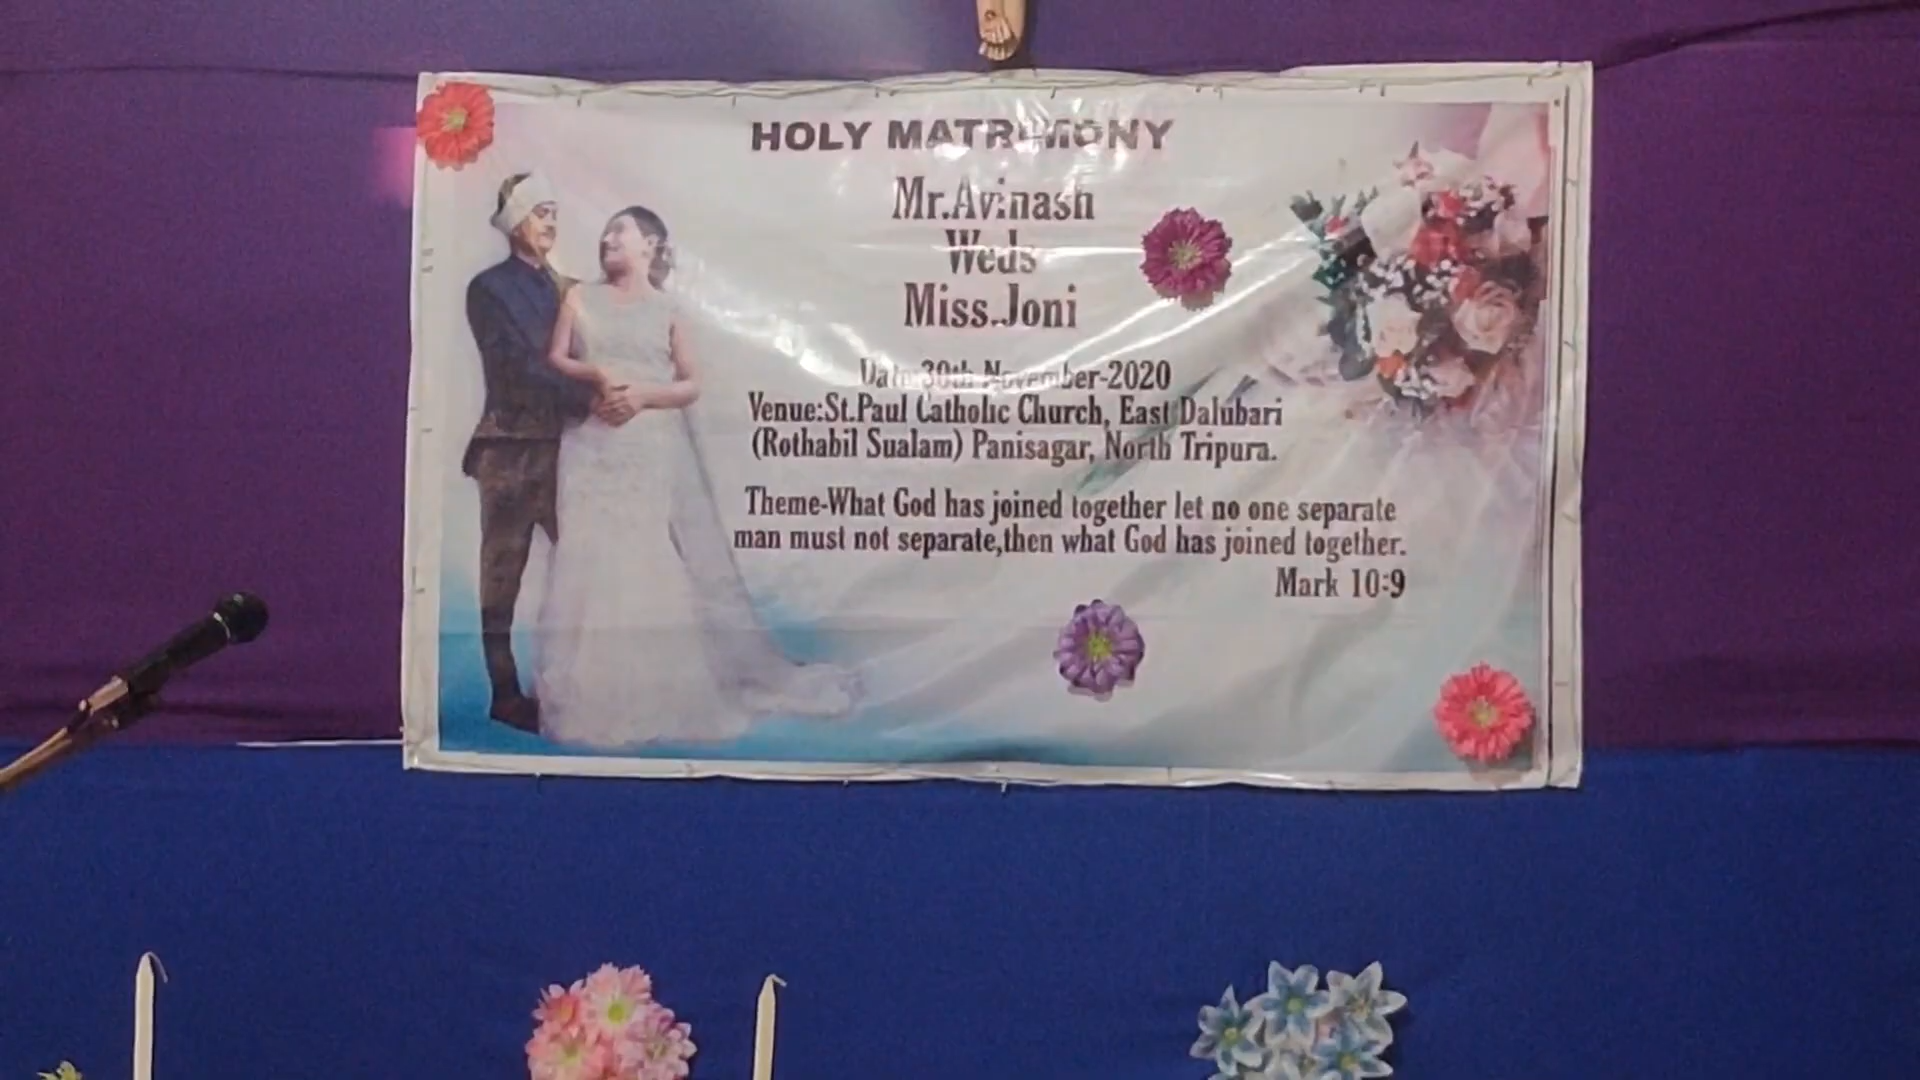 HOLY MATRIMONY
Mr.Avinash
Weds
Miss.Joni
Date:30th November-2020
Venue:St.Paul Catholic Church, East Dalubari
(Rothabil Sualam) Panisagar, North Tripura.
Theme-What God has joined together let no one separate
man must not separate,then what God has joined together.
Mark 10:9